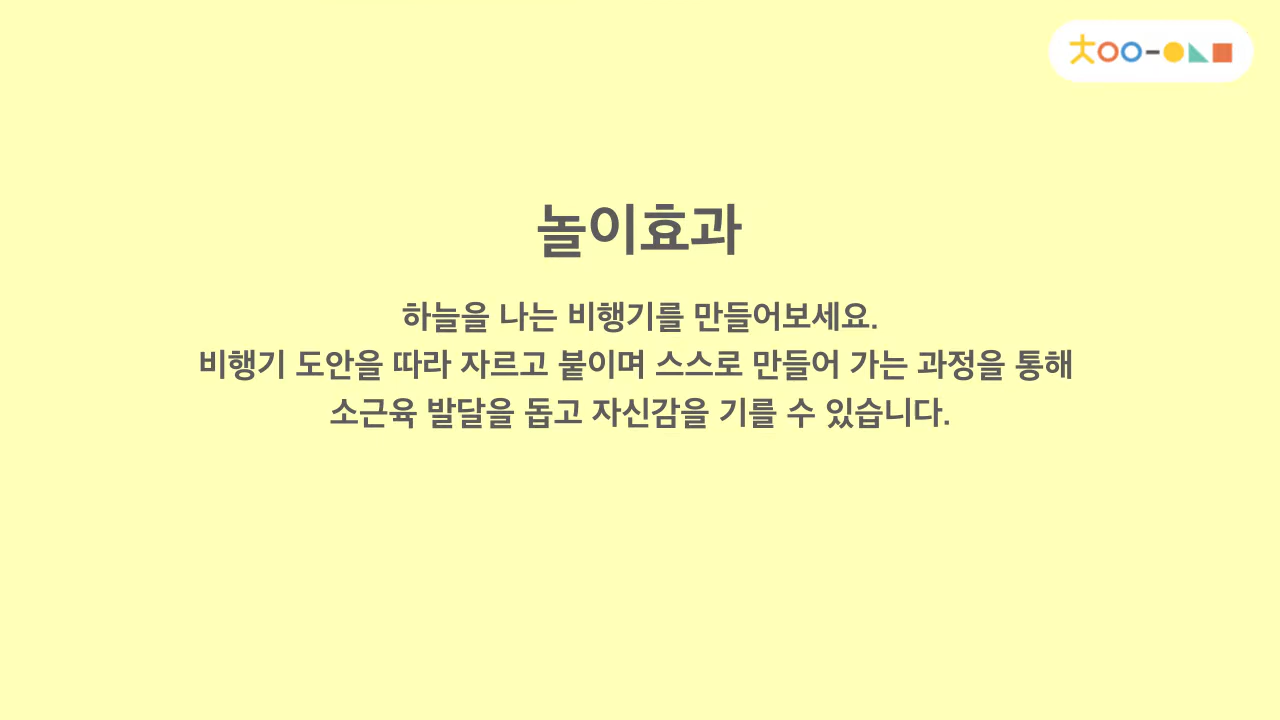 놀이효과
하늘을 나는 비행기를 만들어보세요.
비행기 도안을 따라 자르고 붙이며 스스로 만들어 가는 과정을 통해
소근육 발달을 돕고 자신감을 기를 수 있습니다.